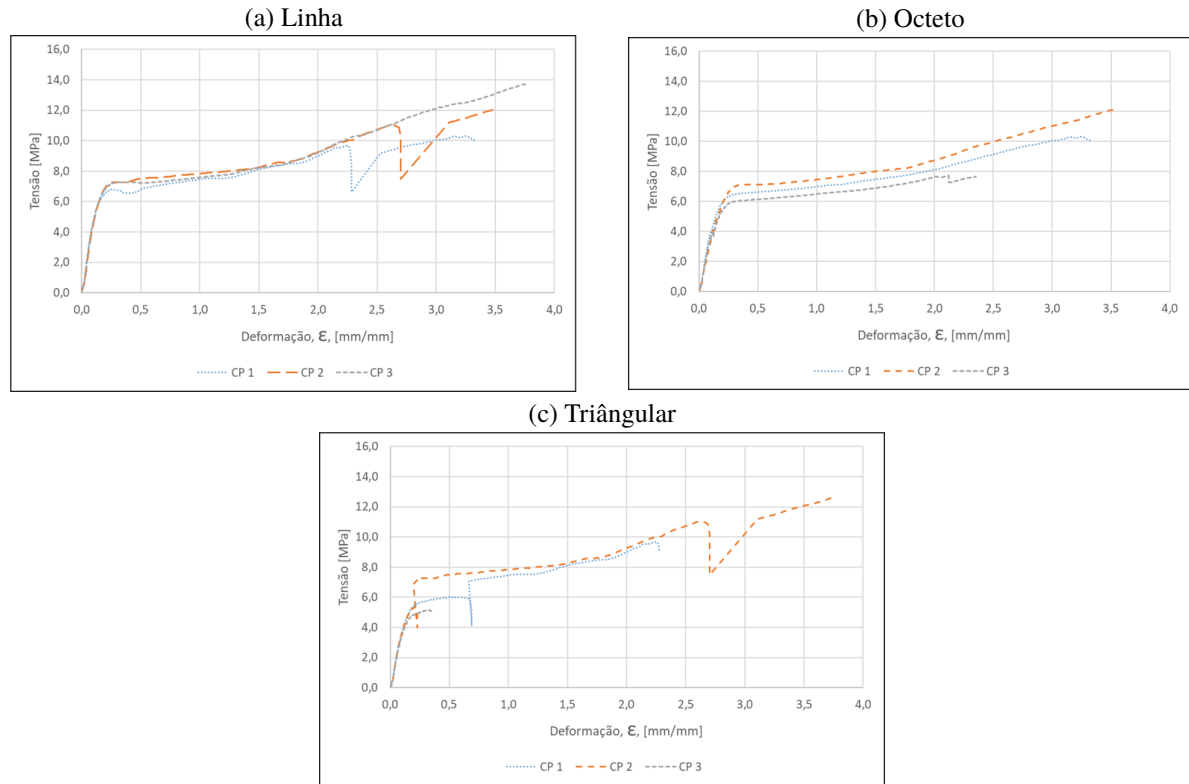 (a) Linha
16,0
14,0
12,0
10,0
8,0
6,0
4,0
2,0
0,0
Tensão [MPa]
0,0 0,5 1,0 1,5 2,0 2,5 3,0 3,5 4,0
Deformação, ε, [mm/mm]
CP 1 CP 2 CP 3
(b) Octeto
16,0
14,0
12,0
10,0
8,0
6,0
4,0
2,0
0,0
Tensão [MPa]
0,0 0,5 1,0 1,5 2,0 2,5 3,0 3,5 4,0
Deformação, ε, [mm/mm]
CP 1 CP 2 CP 3
(c) Triângular
16,0
14,0
12,0
10,0
8,0
6,0
4,0
2,0
0,0
Tensão [MPa]
0,0 0,5 1,0 1,5 2,0 2,5 3,0 3,5 4,0
Deformação, ε, [mm/mm]
CP 1 CP 2 CP 3